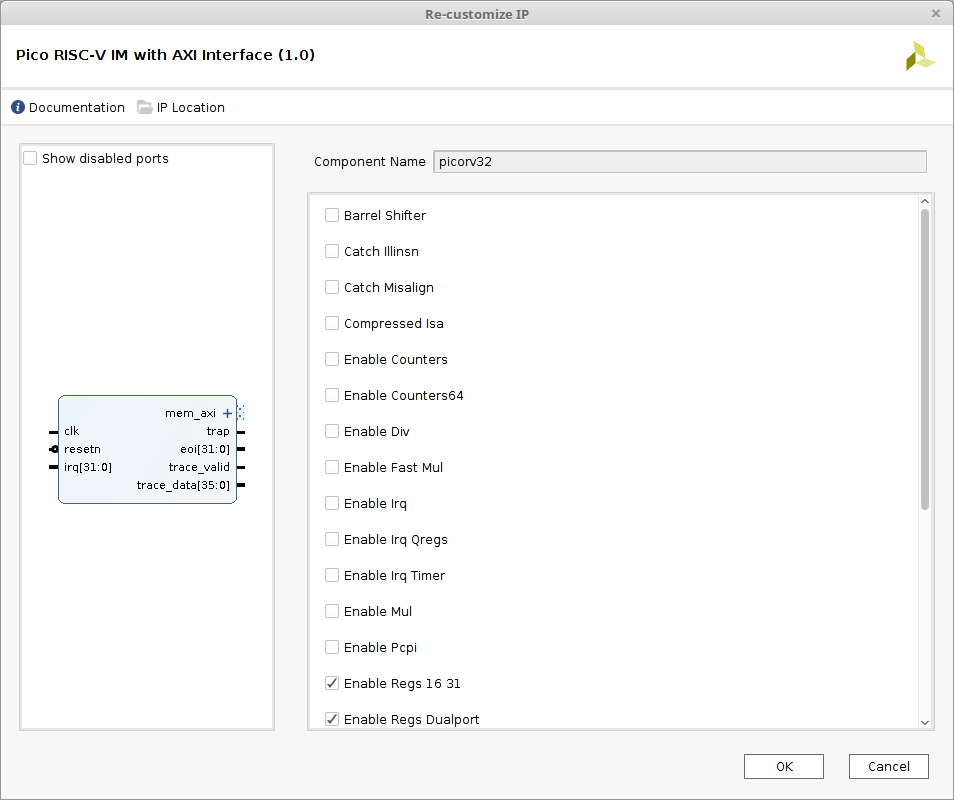 Re-customize IP
Pico RISC-V IM with AXI Interface (1.0)
Documentation IP Location
Show disabled ports
mem_axi
clk trap
resetn eoi[31:0]
irq[31:0] trace_valid
trace_data[35:0]
Component Name picorv32
Barrel Shifter
Catch Illinsn
Catch Misalign
Compressed Isa
Enable Counters
Enable Counters64
Enable Div
Enable Fast Mul
Enable Irq
Enable Irq Qregs
Enable Irq Timer
Enable Mul
Enable Pcpi
Enable Regs 16 31
Enable Regs Dualport
OK Cancel